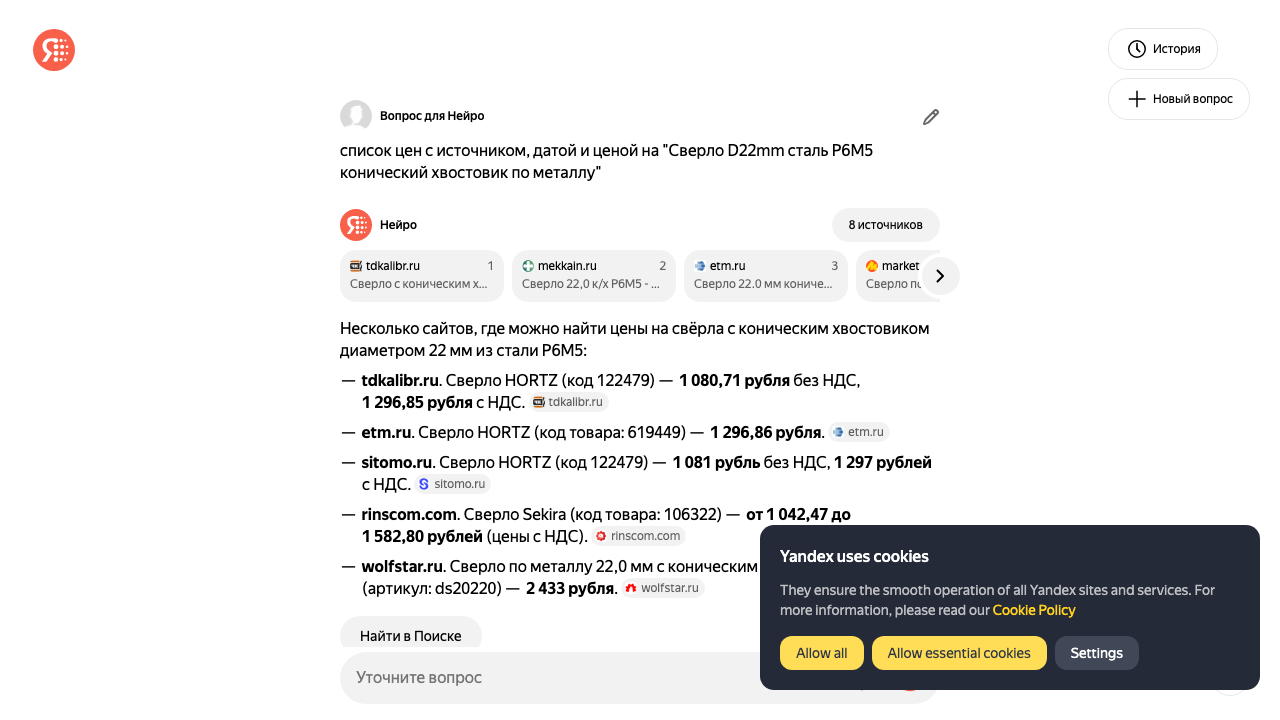 История
Новый вопрос
Вопрос для Нейро
список цен с источником, датой и ценой на "Сверло D22mm сталь Р6М5
конический хвостовик по металлу"
Нейро
8 источников
tdkalibr.ru 1
Сверло с коническим х...
mekkain.ru 2
Сверло 22,0 к/х Р6М5 - ...
etm.ru 3
Сверло 22.0 мм кониче...
market
Сверло по
Несколько сайтов, где можно найти цены на свёрла с коническим хвостовиком
диаметром 22 мм из стали Р6М5:
— tdkalibr.ru. Сверло HORTZ (код 122479) — 1 080,71 рубля без НДС,
1 296,85 рубля с НДС. tdkalibr.ru
— etm.ru. Сверло HORTZ (код товара: 619449) — 1 296,86 рубля. etm.ru
— sitomo.ru. Сверло HORTZ (код 122479) — 1 081 рубль без НДС, 1 297 рублей
с НДС. sitomo.ru
— rinscom.com. Сверло Sekira (код товара: 106322) — от 1 042,47 до
1 582,80 рублей (цены с НДС). rinscom.com
— wolfstar.ru. Сверло по металлу 22,0 мм с коническим
(артикул: ds20220) — 2 433 рубля. wolfstar.ru
Найти в Поиске
Уточните вопрос
Yandex uses cookies
They ensure the smooth operation of all Yandex sites and services. For
more information, please read our Cookie Policy
Allow all
Allow essential cookies
Settings